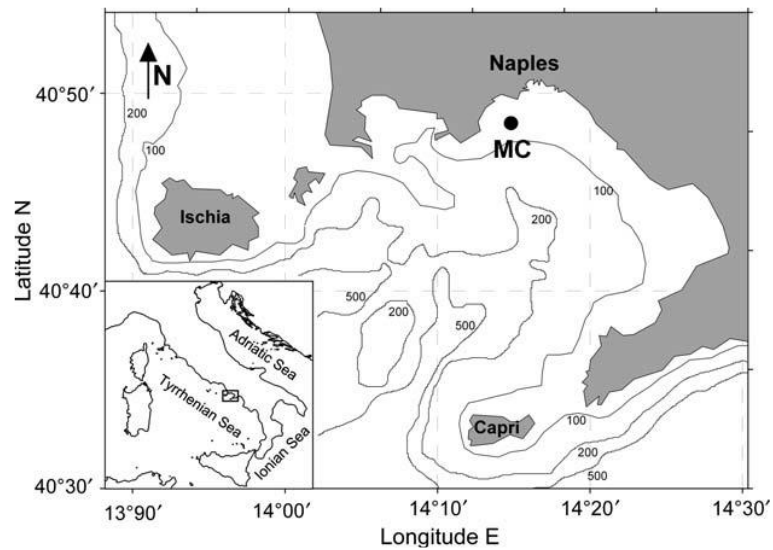 Naples
N
40°50′
200
100
MC
100
Ischia
200
Latitude N
40°40′
500
200
500
Adriatic Sea
Tyrrhenian Sea
Ionian Sea
Capri
100
200
500
40°30′
13°90′
14°00′
14°10′
14°20′
14°30′
Longitude E